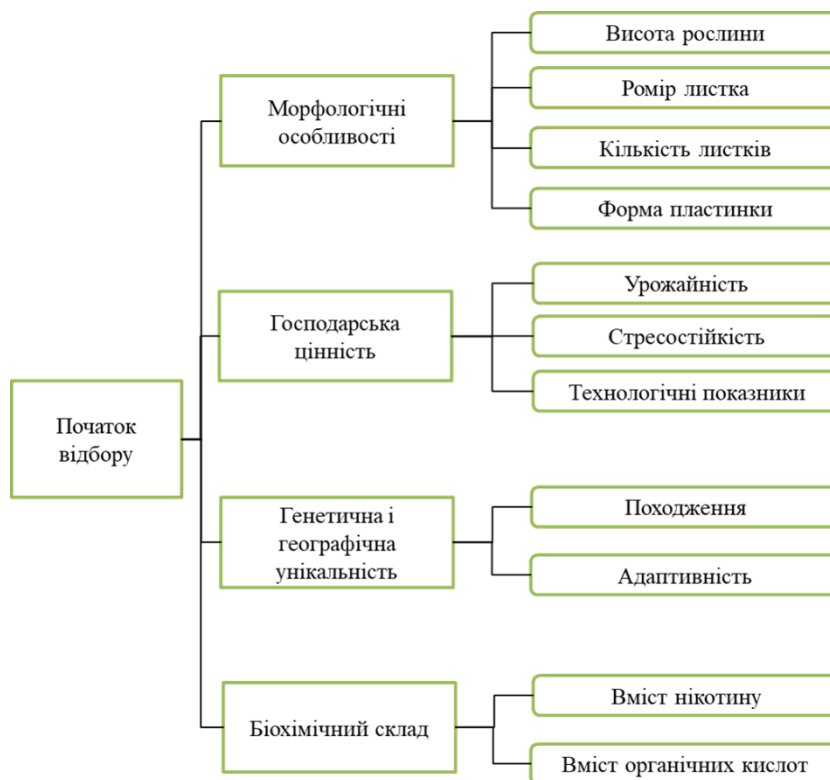 Початок
відбору
Морфологічні
особливості
Висота рослини
Ромір листка
Кількість листків
Форма пластинки
Господарська
цінність
Урожайність
Стресостійкість
Технологічні показники
Генетична і
географічна
унікальність
Походження
Адаптивність
Біохімічний склад
Вміст нікотину
Вміст органічних кислот